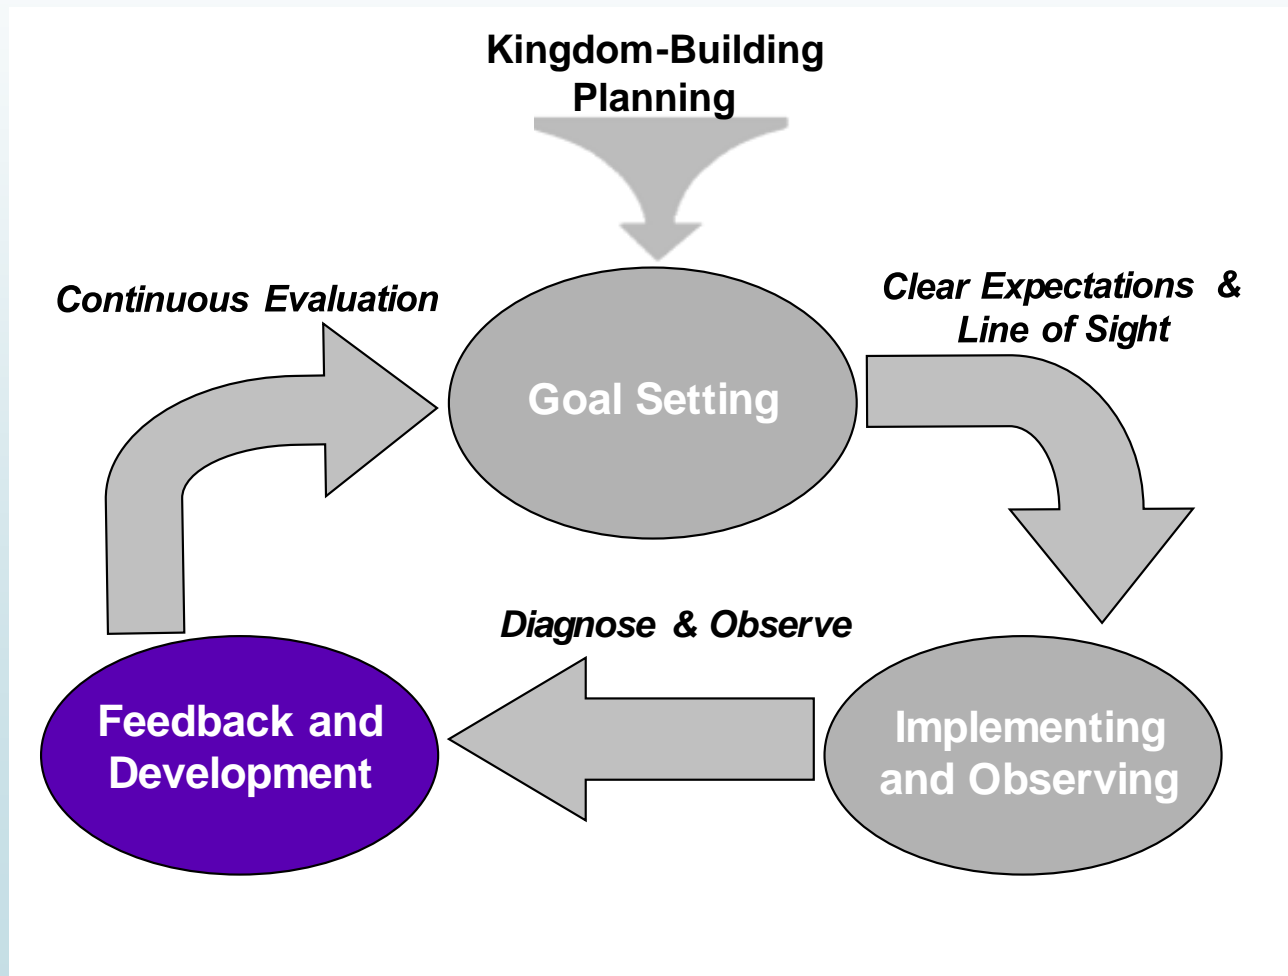 Kingdom-Building
Planning
Continuous Evaluation
Clear Expectations &
Line of Sight
Goal Setting
Diagnose & Observe
Feedback and
Development
Implementing
and Observing